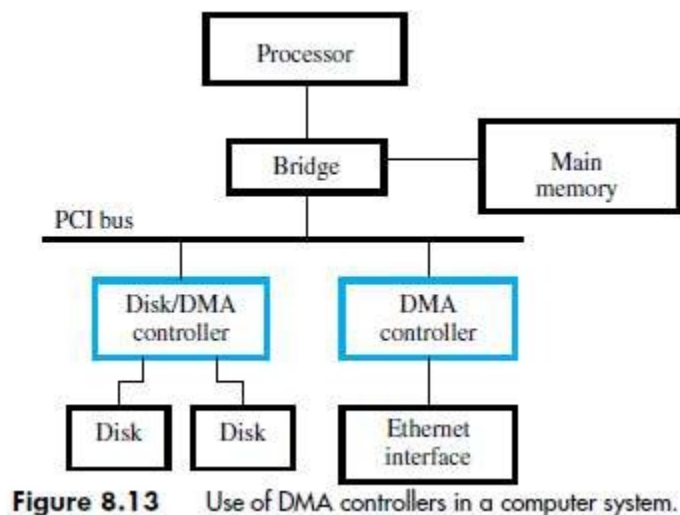 Processor
Bridge
Main
memory
PCI bus
Disk/DMA
controller
DMA
controller
Disk
Disk
Ethernet
interface
Figure 8.13 Use of DMA controllers in a computer system.